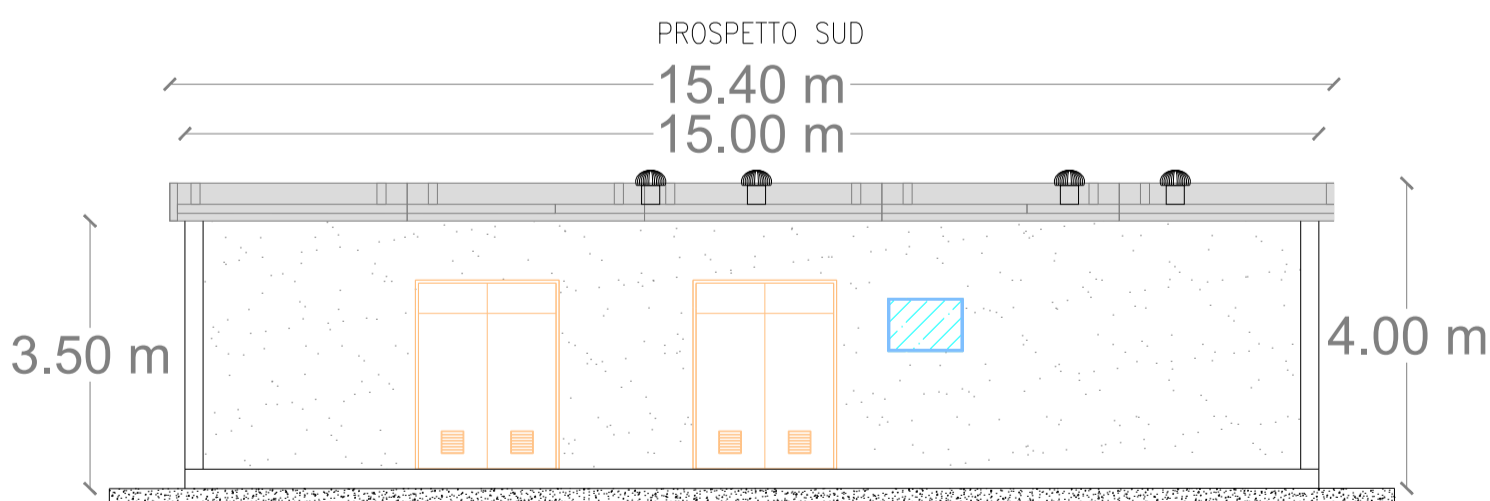 PROSPETTO SUD
15.40 m
15.00 m
3.50 m
4.00 m